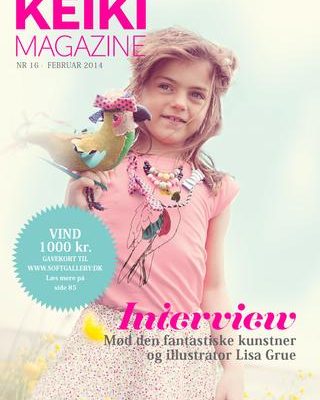 KEIKI
MAGAZINE
NR 16 - FEBRUAR 2014
VIND
1000 kr.
GAVEKORT TIL
WWW.SOFTGALLERY.DK
Læs mere på
side 85
Interview
Mød den fantastiske kunstner
og illustrator Lisa Grue